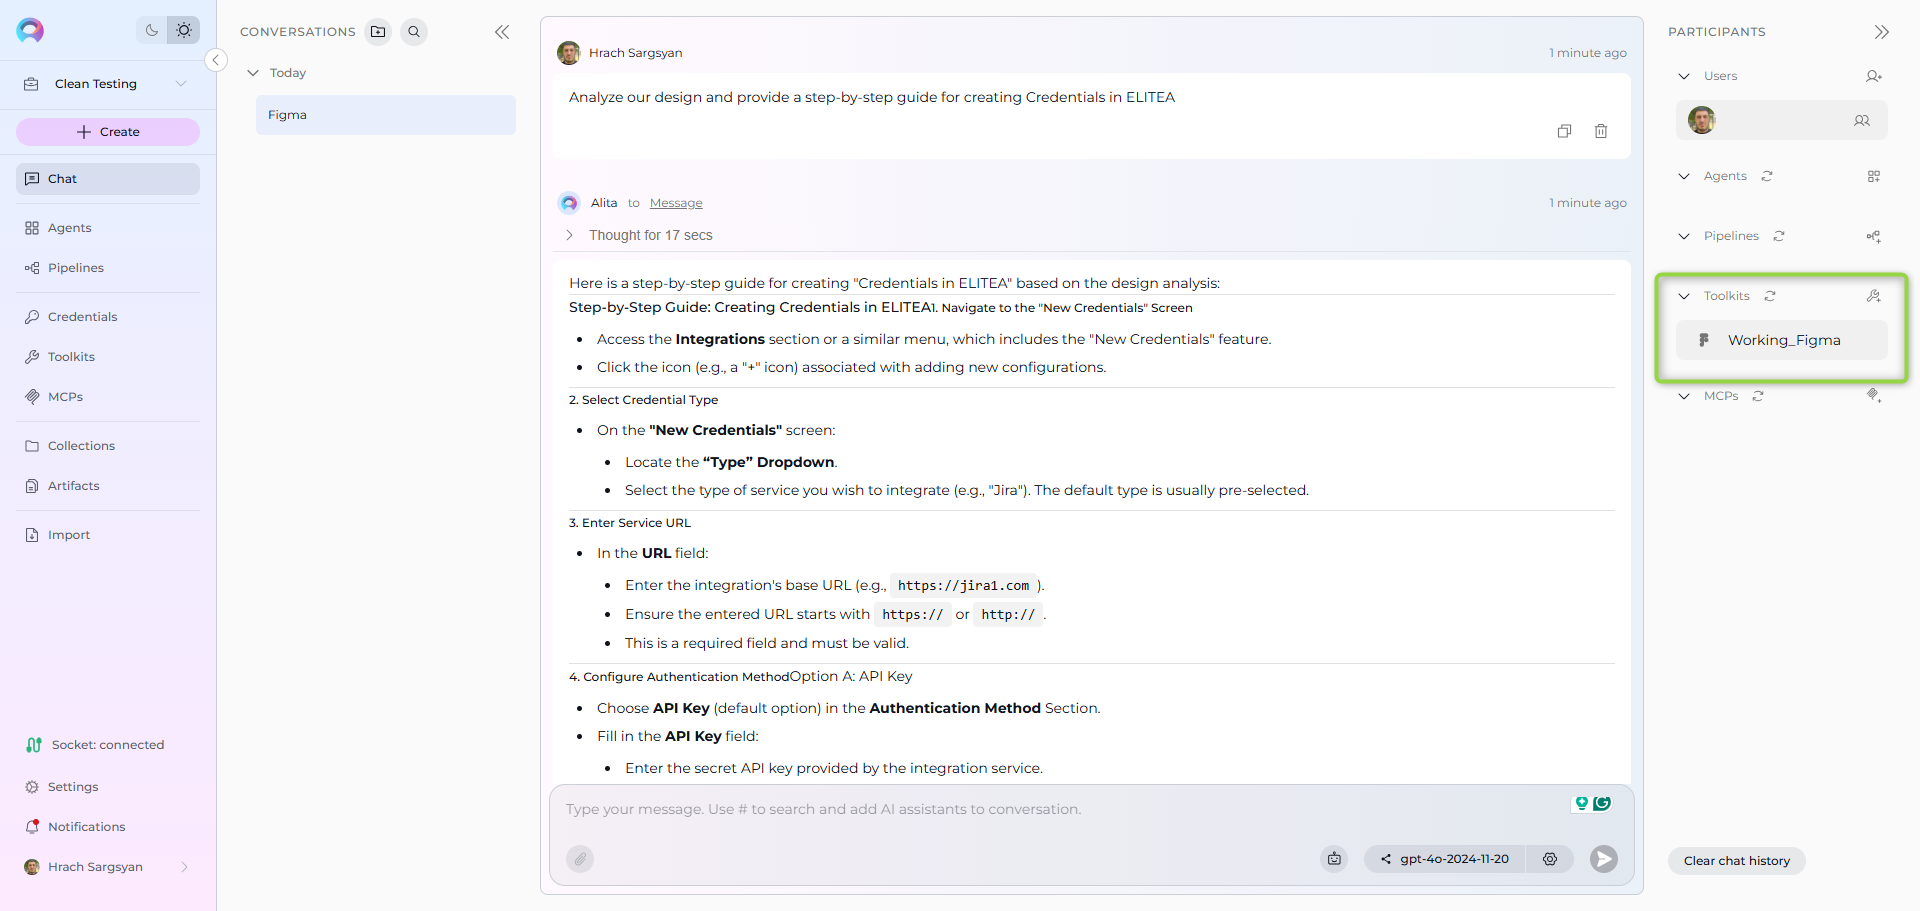 Clean Testing
Create
Chat
Agents
Pipelines
Credentials
Toolkits
MCPs
Collections
Artifacts
Import
Socket: connected
Settings
Notifications
Hrach Sargsyan
CONVERSATIONS
Today
Figma
Hrach Sargsyan
1 minute ago
Analyze our design and provide a step-by-step guide for creating Credentials in ELITEA
Alita to Message
1 minute ago
Thought for 17 secs
Here is a step-by-step guide for creating "Credentials in ELITEA" based on the design analysis:
Step-by-Step Guide: Creating Credentials in ELITEA1. Navigate to the "New Credentials" Screen
• Access the Integrations section or a similar menu, which includes the "New Credentials" feature.
• Click the icon (e.g., a "+" icon) associated with adding new configurations.
2. Select Credential Type
• On the "New Credentials" screen:
• Locate the “Type” Dropdown.
• Select the type of service you wish to integrate (e.g., "Jira"). The default type is usually pre-selected.
3. Enter Service URL
• In the URL field:
• Enter the integration's base URL (e.g., https://jira1.com ).
• Ensure the entered URL starts with https:// or http:// .
• This is a required field and must be valid.
4. Configure Authentication MethodOption A: API Key
• Choose API Key (default option) in the Authentication Method Section.
• Fill in the API Key field:
• Enter the secret API key provided by the integration service.
Type your message. Use # to search and add AI assistants to conversation.
gpt-4o-2024-11-20
PARTICIPANTS
Users
Agents
Pipelines
Toolkits
Working_Figma
MCPs
Clear chat history